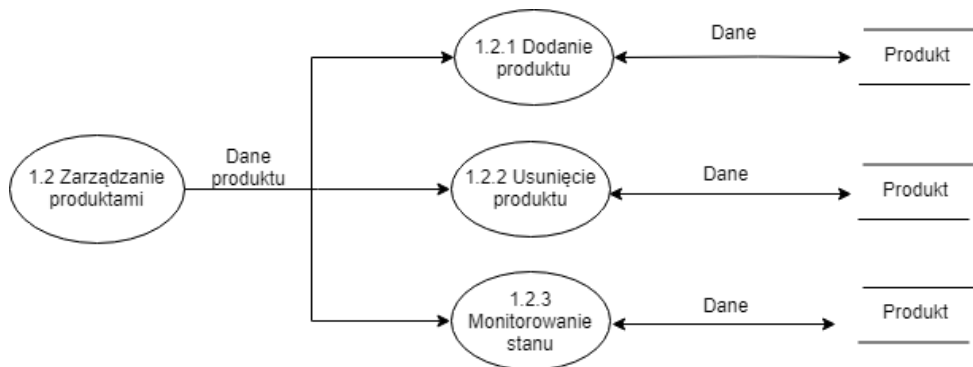 1.2.1 Dodanie
produktu
Dane
Produkt
1.2 Zarządzanie
produktami
Dane
produktu
1.2.2 Usunięcie
produktu
Dane
Produkt
1.2.3
Monitorowanie
stanu
Dane
Produkt